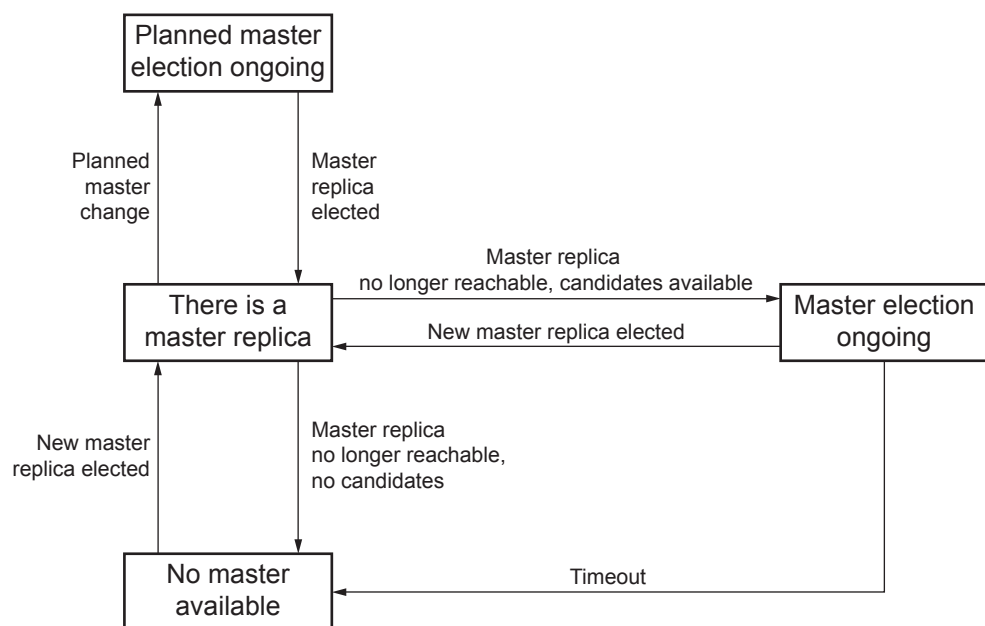 Planned master
election ongoing
Planned
master
change
Master
replica
elected
Master replica
no longer reachable, candidates available
There is a
master replica
Master election
ongoing
New master replica elected
New master
replica elected
Master replica
no longer reachable,
no candidates
No master
available
Timeout